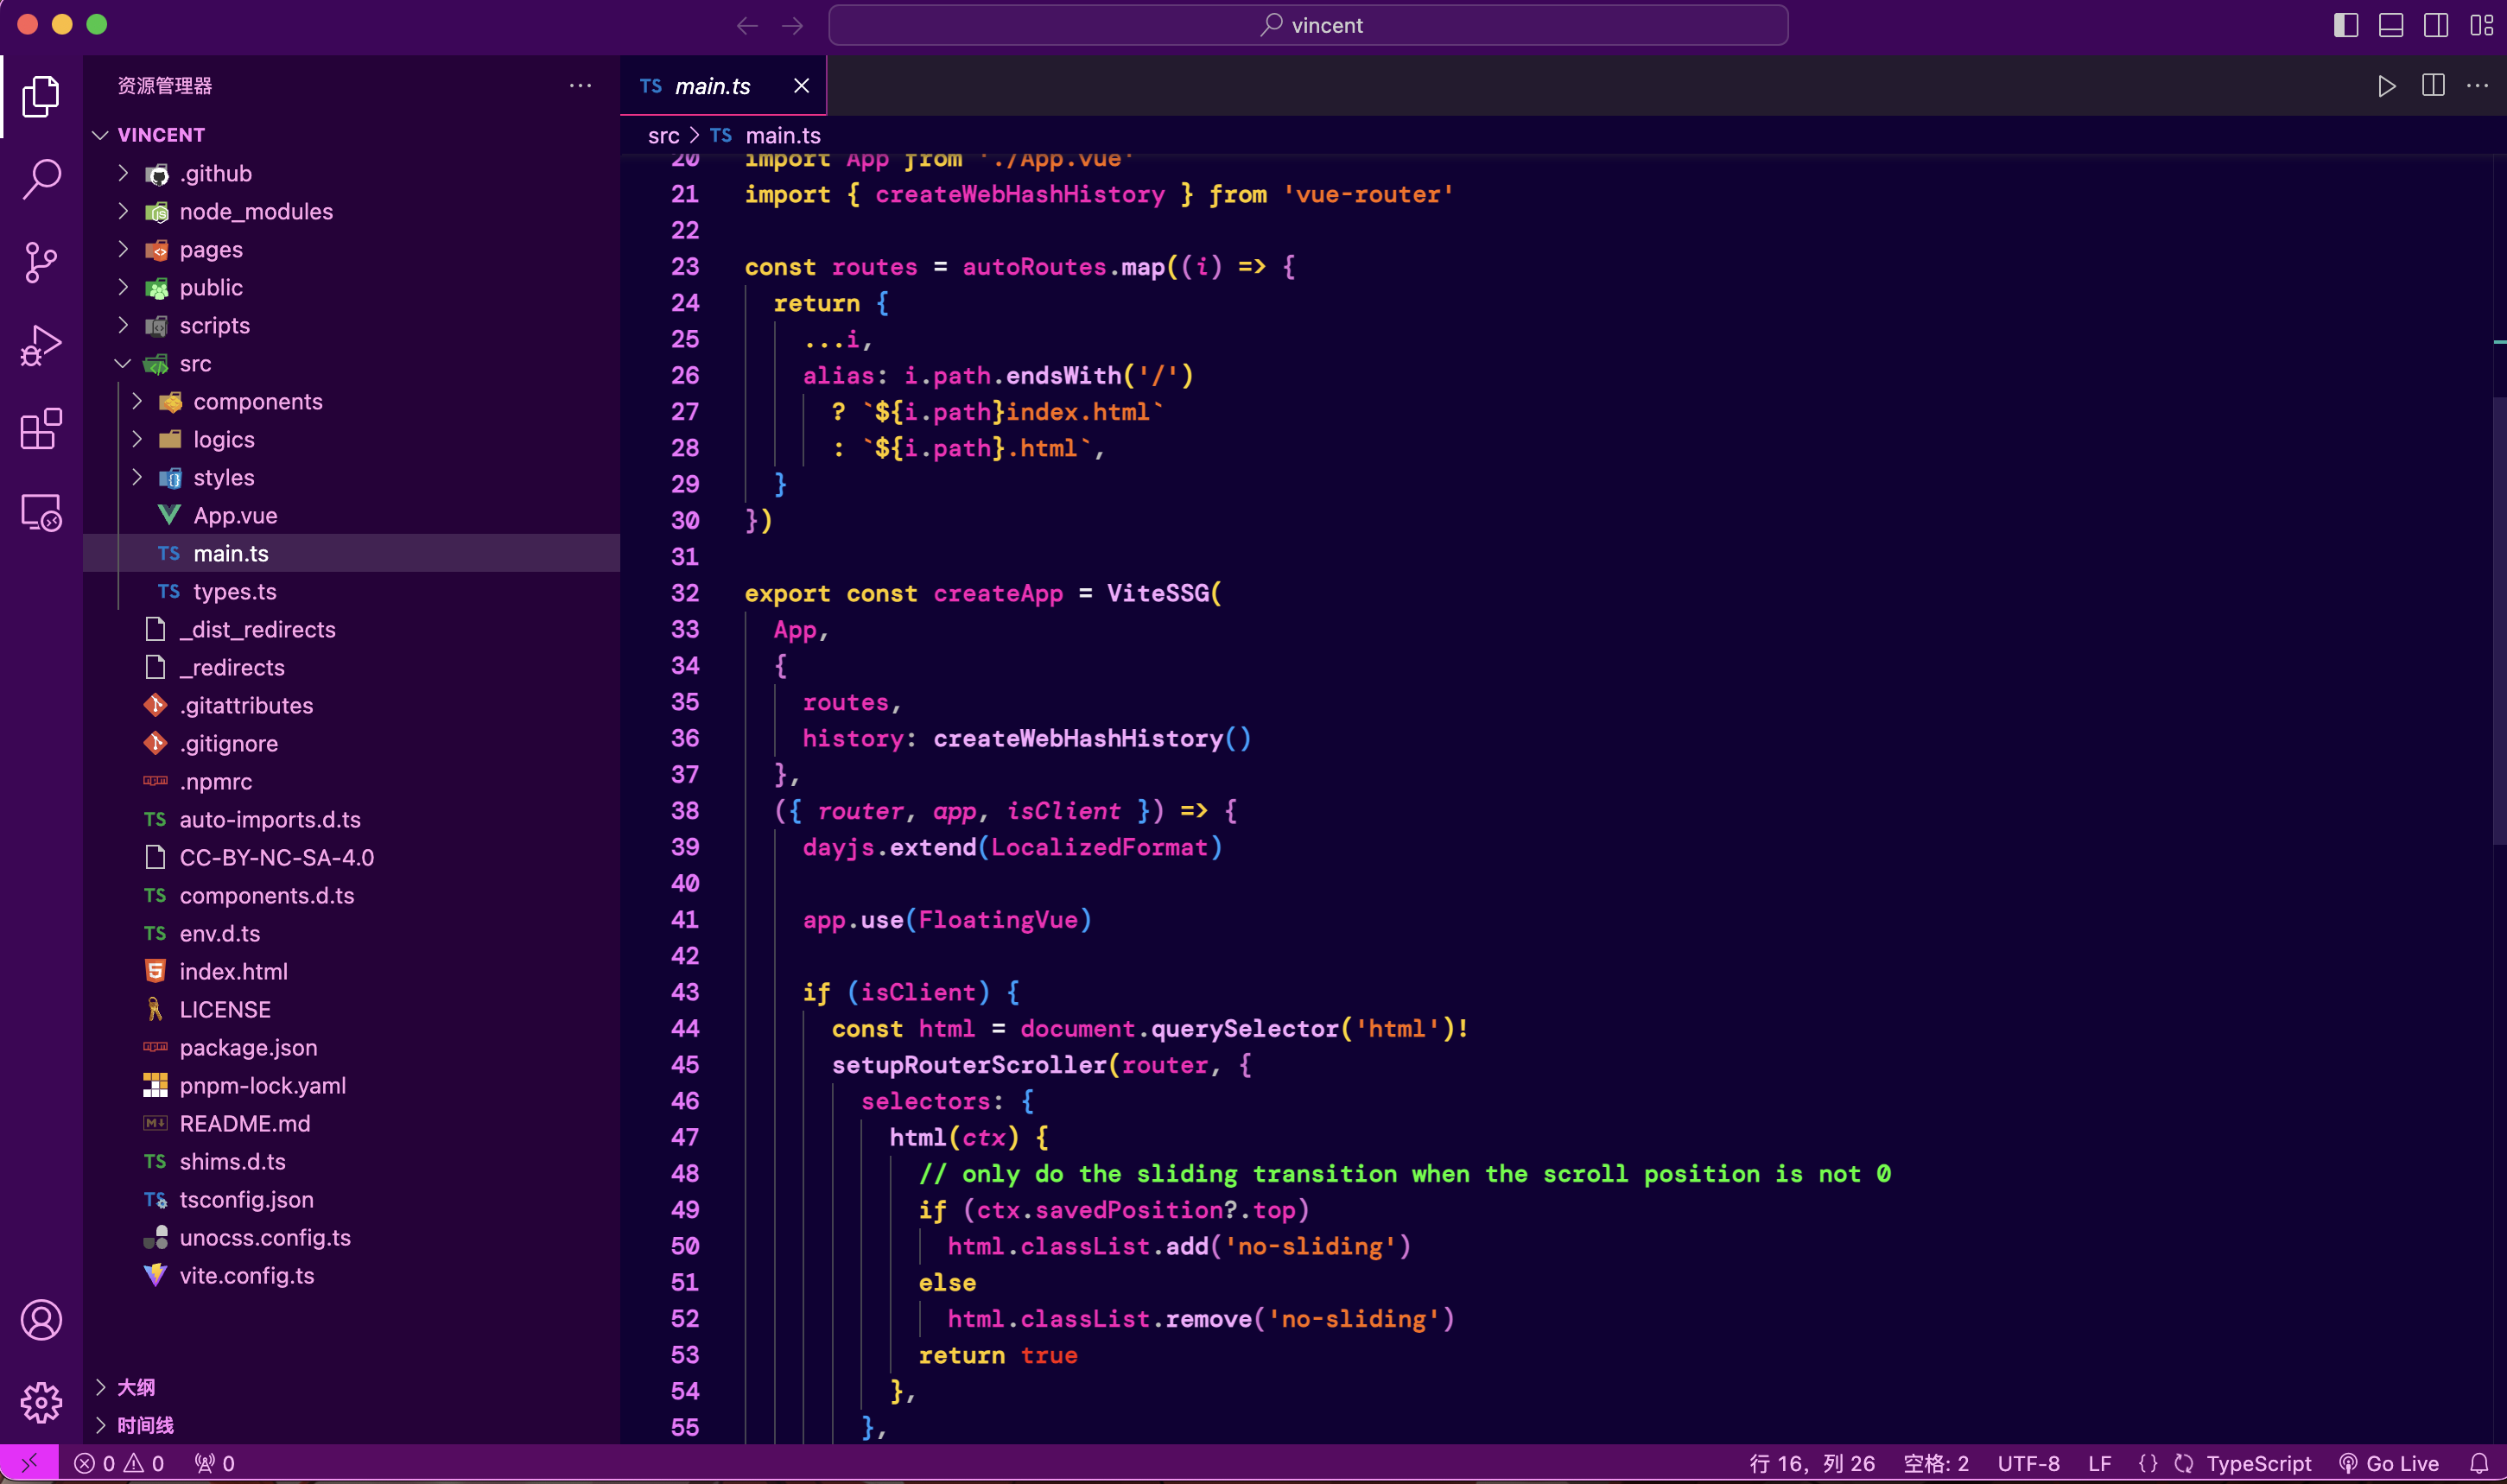 vincent
资源管理器
VINCENT
.github
node_modules
pages
public
scripts
src
components
logics
styles
App.vue
TS main.ts
TS types.ts
_dist_redirects
_redirects
.gitattributes
.gitignore
.npmrc
TS auto-imports.d.ts
CC-BY-NC-SA-4.0
TS components.d.ts
TS env.d.ts
index.html
LICENSE
package.json
pnpm-lock.yaml
README.md
TS shims.d.ts
TS tsconfig.json
unocss.config.ts
vite.config.ts
大纲
时间线
TS main.ts
src > TS main.ts
20 import App from './App.vue'
21 import { createWebHashHistory } from 'vue-router'
22
23 const routes = autoRoutes.map((i) => {
24   return {
25     ...i,
26     alias: i.path.endsWith('/')
27       ? `${i.path}index.html`
28       : `${i.path}.html`,
29   }
30 })
31
32 export const createApp = ViteSSG(
33   App,
34   {
35     routes,
36     history: createWebHashHistory()
37   },
38   ({ router, app, isClient }) => {
39     dayjs.extend(LocalizedFormat)
40
41     app.use(FloatingVue)
42
43     if (isClient) {
44       const html = document.querySelector('html')!
45       setupRouterScroller(router, {
46         selectors: {
47           html(ctx) {
48             // only do the sliding transition when the scroll position is not 0
49             if (ctx.savedPosition?.top)
50               html.classList.add('no-sliding')
51             else
52               html.classList.remove('no-sliding')
53             return true
54           },
55         },
0 0 0 行 16，列 26 空格: 2 UTF-8 LF {} TypeScript Go Live